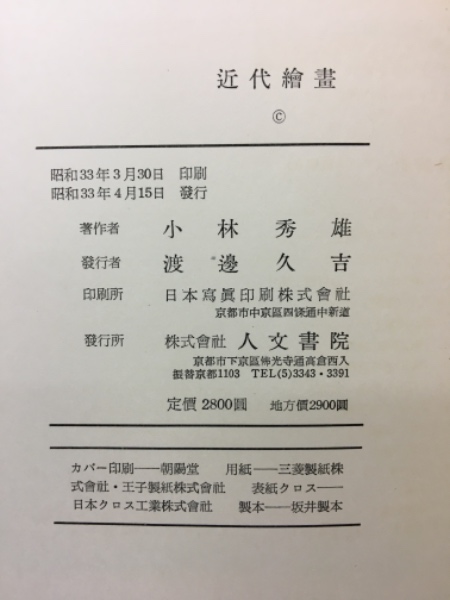 近代繪畫
©
昭和33年3月30日 印刷
昭和33年4月15日 發行
著作者 小林秀雄
發行者 渡邊久吉
印刷所 日本寫眞印刷株式會社
京都市中京區四條通中新道
發行所 株式會社 人文書院
京都市下京區佛光寺通高倉西入
振替京都1103 TEL(5)3343・3391
定價 2800圓 地方價2900圓
カバー印刷――朝陽堂 用紙――三菱製紙株
式會社・王子製紙株式會社 表紙クロス――
日本クロス工業株式會社 製本――坂井製本